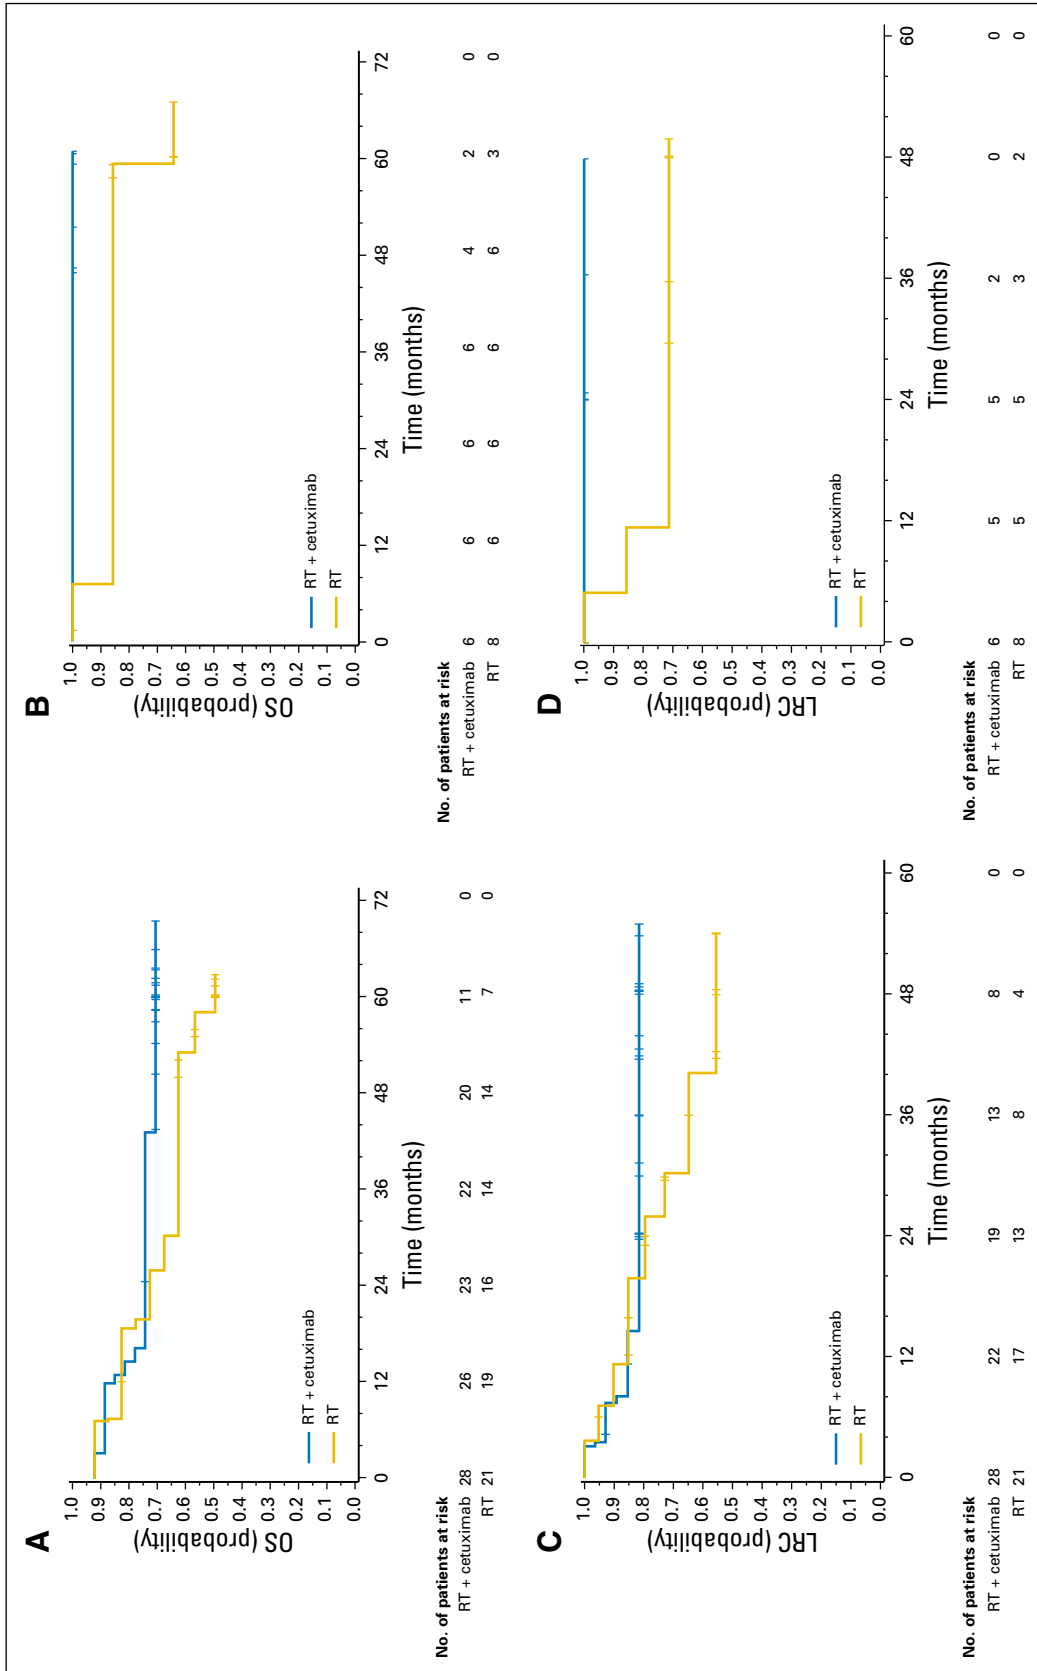 A
OS (probability)
1.0
0.9
0.8
0.7
0.6
0.5
0.4
0.3
0.2
0.1
0.0
RT + cetuximab
RT
0 12 24 36 48 60 72
Time (months)
No. of patients at risk
RT + cetuximab 28 26 23 22 20 11 0
RT 21 19 16 14 14 7 0
B
OS (probability)
1.0
0.9
0.8
0.7
0.6
0.5
0.4
0.3
0.2
0.1
0.0
RT + cetuximab
RT
0 12 24 36 48 60 72
Time (months)
No. of patients at risk
RT + cetuximab 6 6 6 6 4 2 0
RT 8 6 6 6 6 3
C
LRC (probability)
1.0
0.9
0.8
0.7
0.6
0.5
0.4
0.3
0.2
0.1
0.0
RT + cetuximab
RT
0 12 24 36 48 60
Time (months)
No. of patients at risk
RT + cetuximab 28 22 19 13 8 0
RT 21 17 13 8 4 0
D
LRC (probability)
1.0
0.9
0.8
0.7
0.6
0.5
0.4
0.3
0.2
0.1
0.0
RT + cetuximab
RT
0 12 24 36 48 60
Time (months)
No. of patients at risk
RT + cetuximab 6 5 5 2 0 0
RT 8 5 5 3 2 0